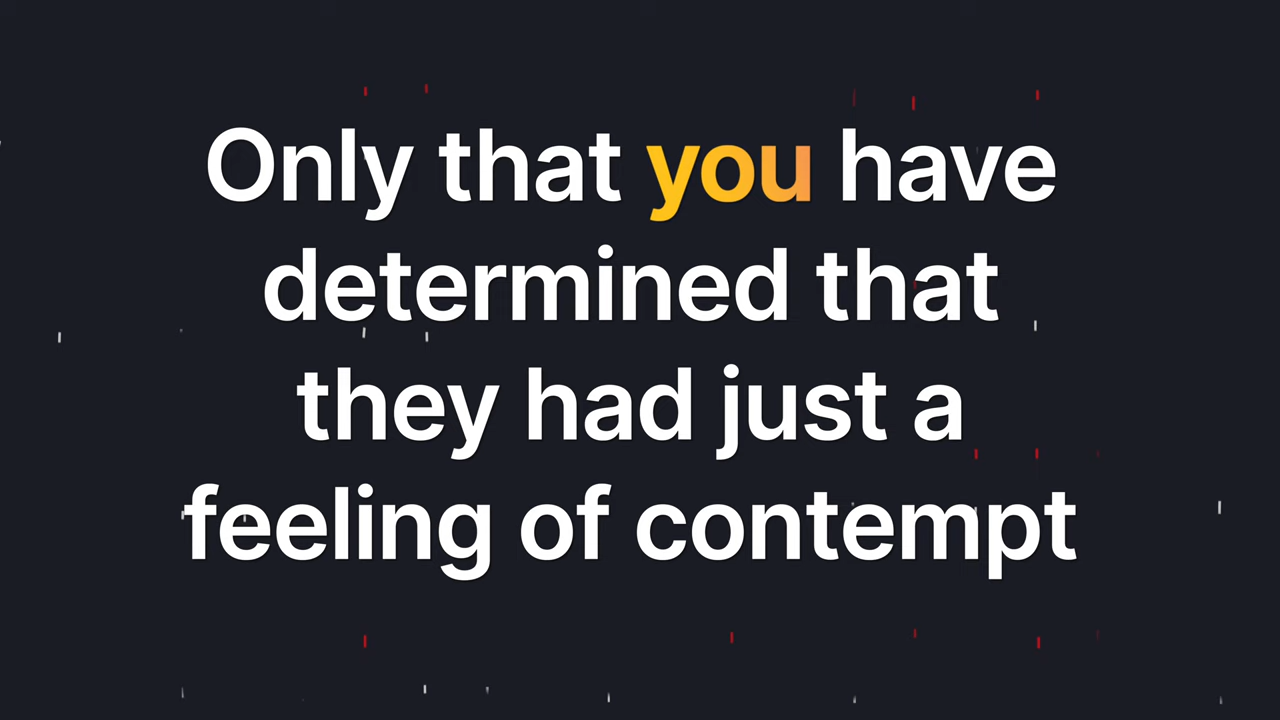 Only that you have
determined that
they had just a
feeling of contempt